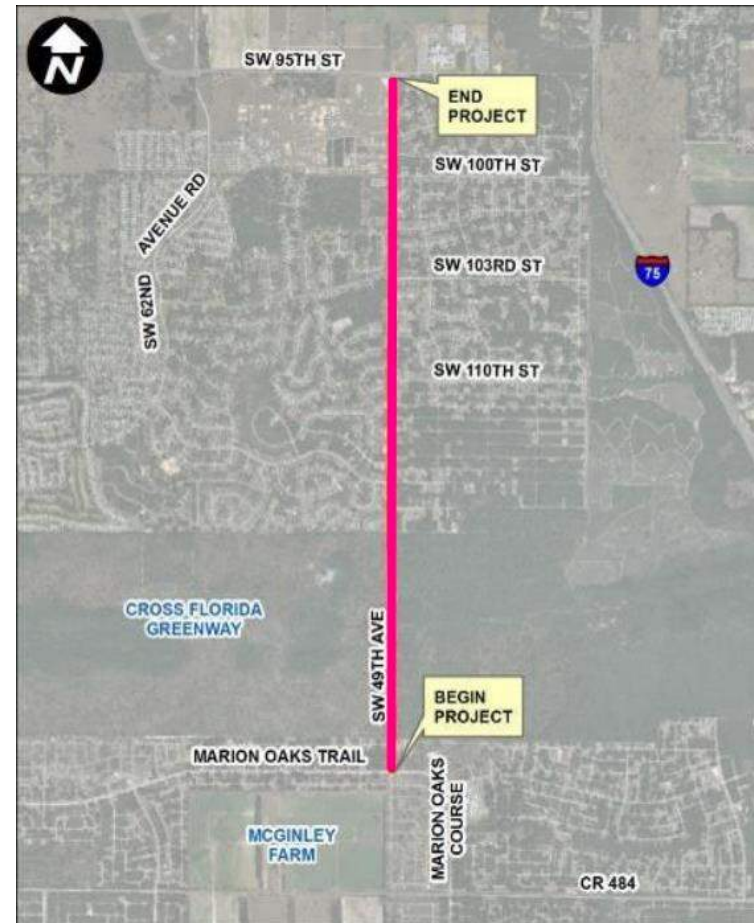 N
SW 95TH ST
END
PROJECT
SW 100TH ST
AVENUE RD
SW 62ND
SW 103RD ST
75
SW 110TH ST
CROSS FLORIDA
GREENWAY
SW 49TH AVE
BEGIN
PROJECT
MARION OAKS TRAIL
MARION OAKS
COURSE
MCGINLEY
FARM
CR 484